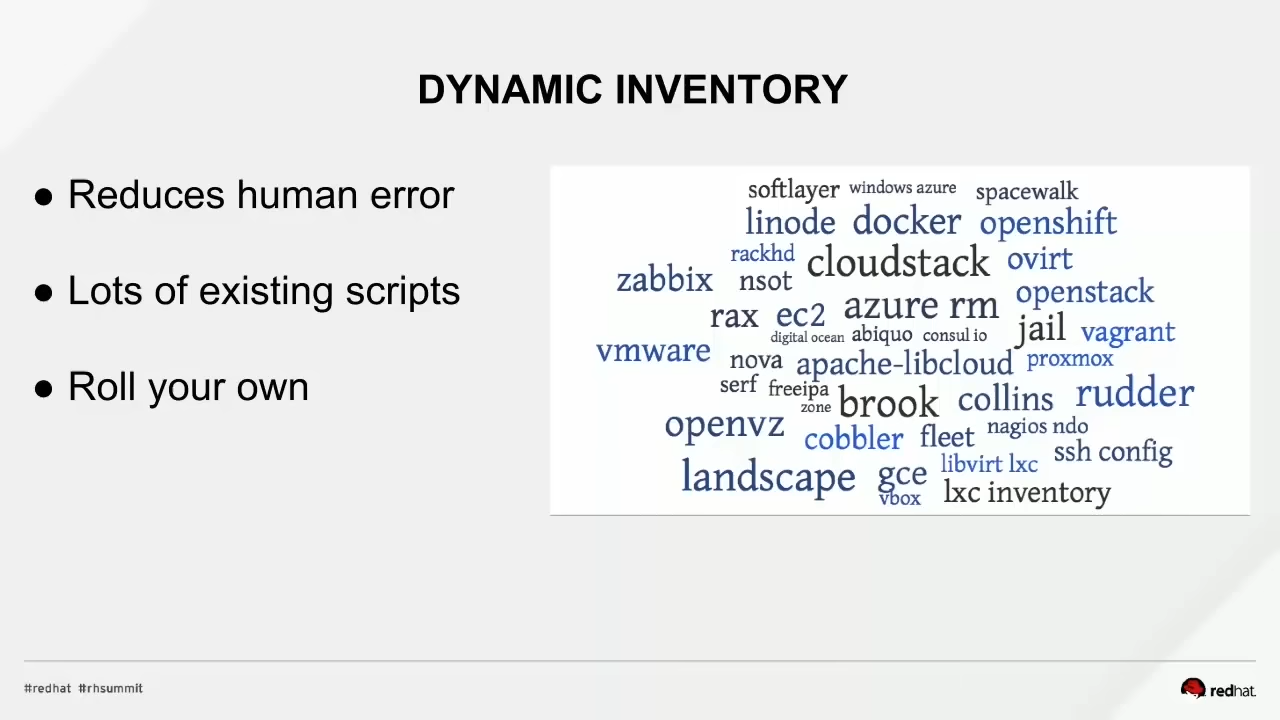 DYNAMIC INVENTORY
● Reduces human error
● Lots of existing scripts
● Roll your own
softlayer windows azure spacewalk
linode docker openshift
rackhd cloudstack ovirt
zabbix nsot
openstack
rax ec2 azure rm
digital ocean abiquo consul io jail vagrant
vmware nova apache-libcloud proxmox
serf freeipa
zone brook collins rudder
openvz cobbler fleet nagios ndo
ssh config
landscape gce libvirt lxc
vbox lxc inventory
#redhat #rhsummit
redhat.